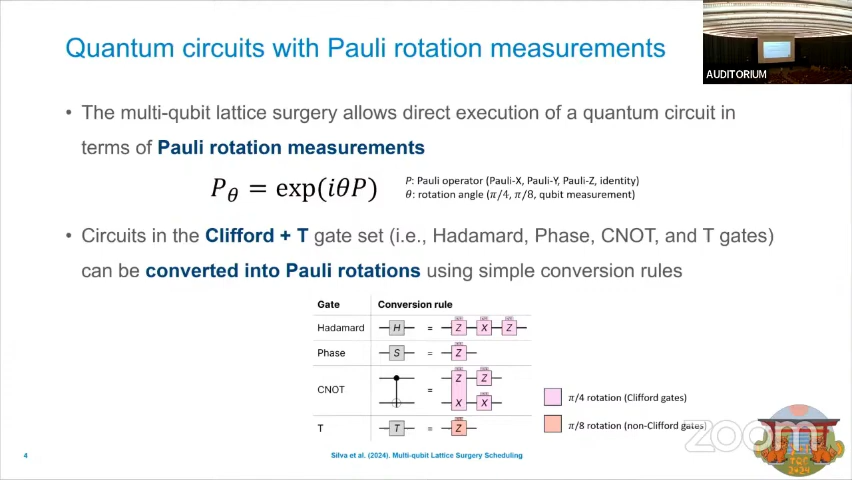 Quantum circuits with Pauli rotation measurements
AUDITORIUM
• The multi-qubit lattice surgery allows direct execution of a quantum circuit in
terms of Pauli rotation measurements
P_θ = exp(iθP)
P: Pauli operator (Pauli-X, Pauli-Y, Pauli-Z, identity)
θ: rotation angle (π/4, π/8, qubit measurement)
• Circuits in the Clifford + T gate set (i.e., Hadamard, Phase, CNOT, and T gates)
can be converted into Pauli rotations using simple conversion rules
Gate Conversion rule
Hadamard H = Z X Z
Phase S = Z
CNOT = Z Z
X X
T T = Z
π/4 rotation (Clifford gates)
π/8 rotation (non-Clifford gates)
zoom
TQC
2024
4
Silva et al. (2024). Multi-qubit Lattice Surgery Scheduling